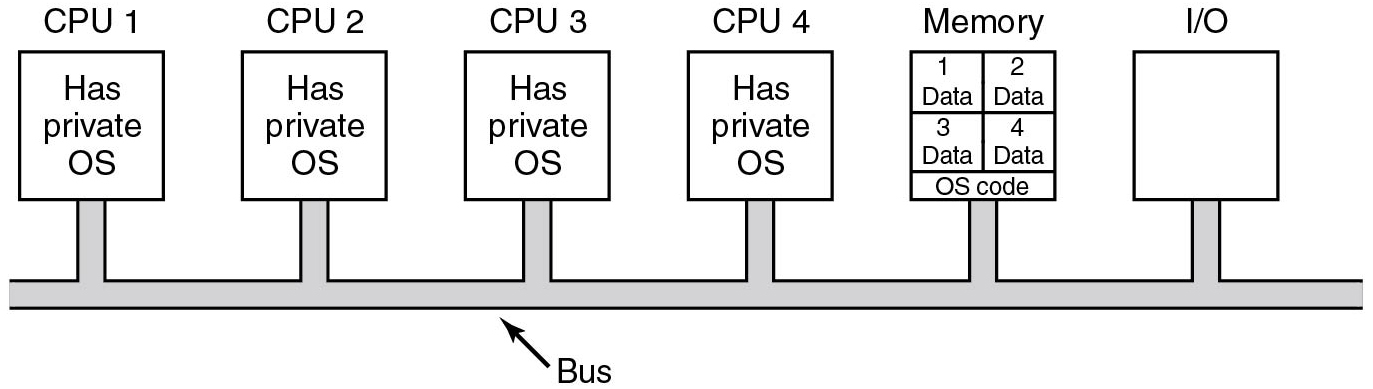 CPU 1
CPU 2
CPU 3
CPU 4
Memory
I/O
Has
private
OS
Has
private
OS
Has
private
OS
Has
private
OS
1
Data
2
Data
3
Data
4
Data
OS code
Bus